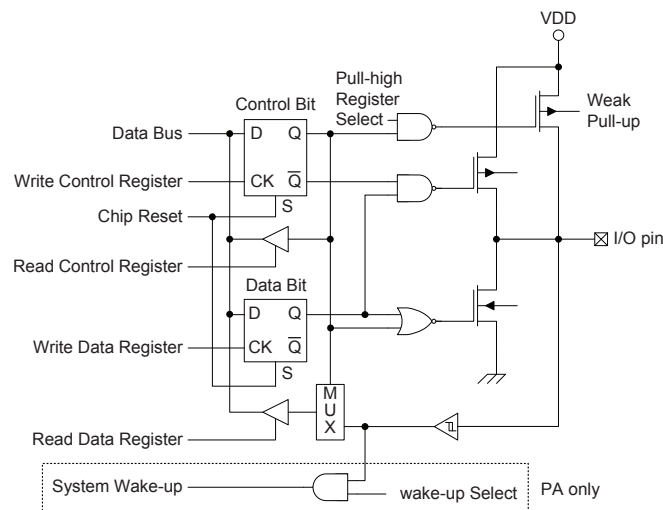 VDD
Pull-high
Register
Select
Weak
Pull-up
Control Bit
Data Bus
D
Q
Write Control Register
CK
Q
Chip Reset
S
I/O pin
Read Control Register
Data Bit
D
Q
Write Data Register
CK
Q
S
M
U
X
Read Data Register
System Wake-up
wake-up Select
PA only